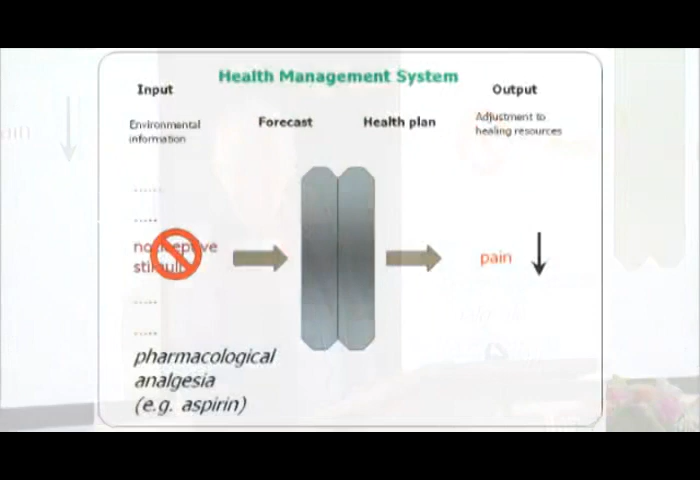 Health Management System
Input
Output
Environmental
information
Forecast
Health plan
Adjustment to
healing resources
......
.....
nociceptive
stimuli
pain
.....
.....
pharmacological
analgesia
(e.g. aspirin)